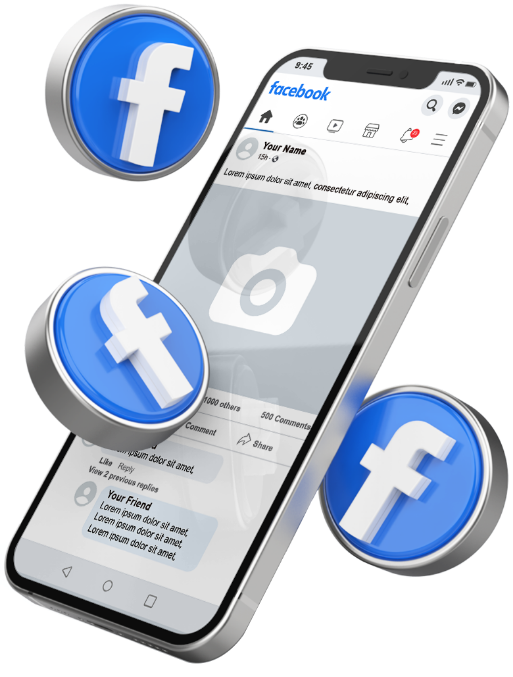 9:45
facebook
Your Name
15h
Lorem ipsum dolor sit amet, consectetur adipiscing elit,
1000 others 500 Comments
Comment Share
ipsum dolor sit amet,
Like Reply
View 2 previous replies
Your Friend
Lorem ipsum dolor sit amet,
Lorem ipsum dolor sit amet,
Lorem ipsum dolor sit amet,